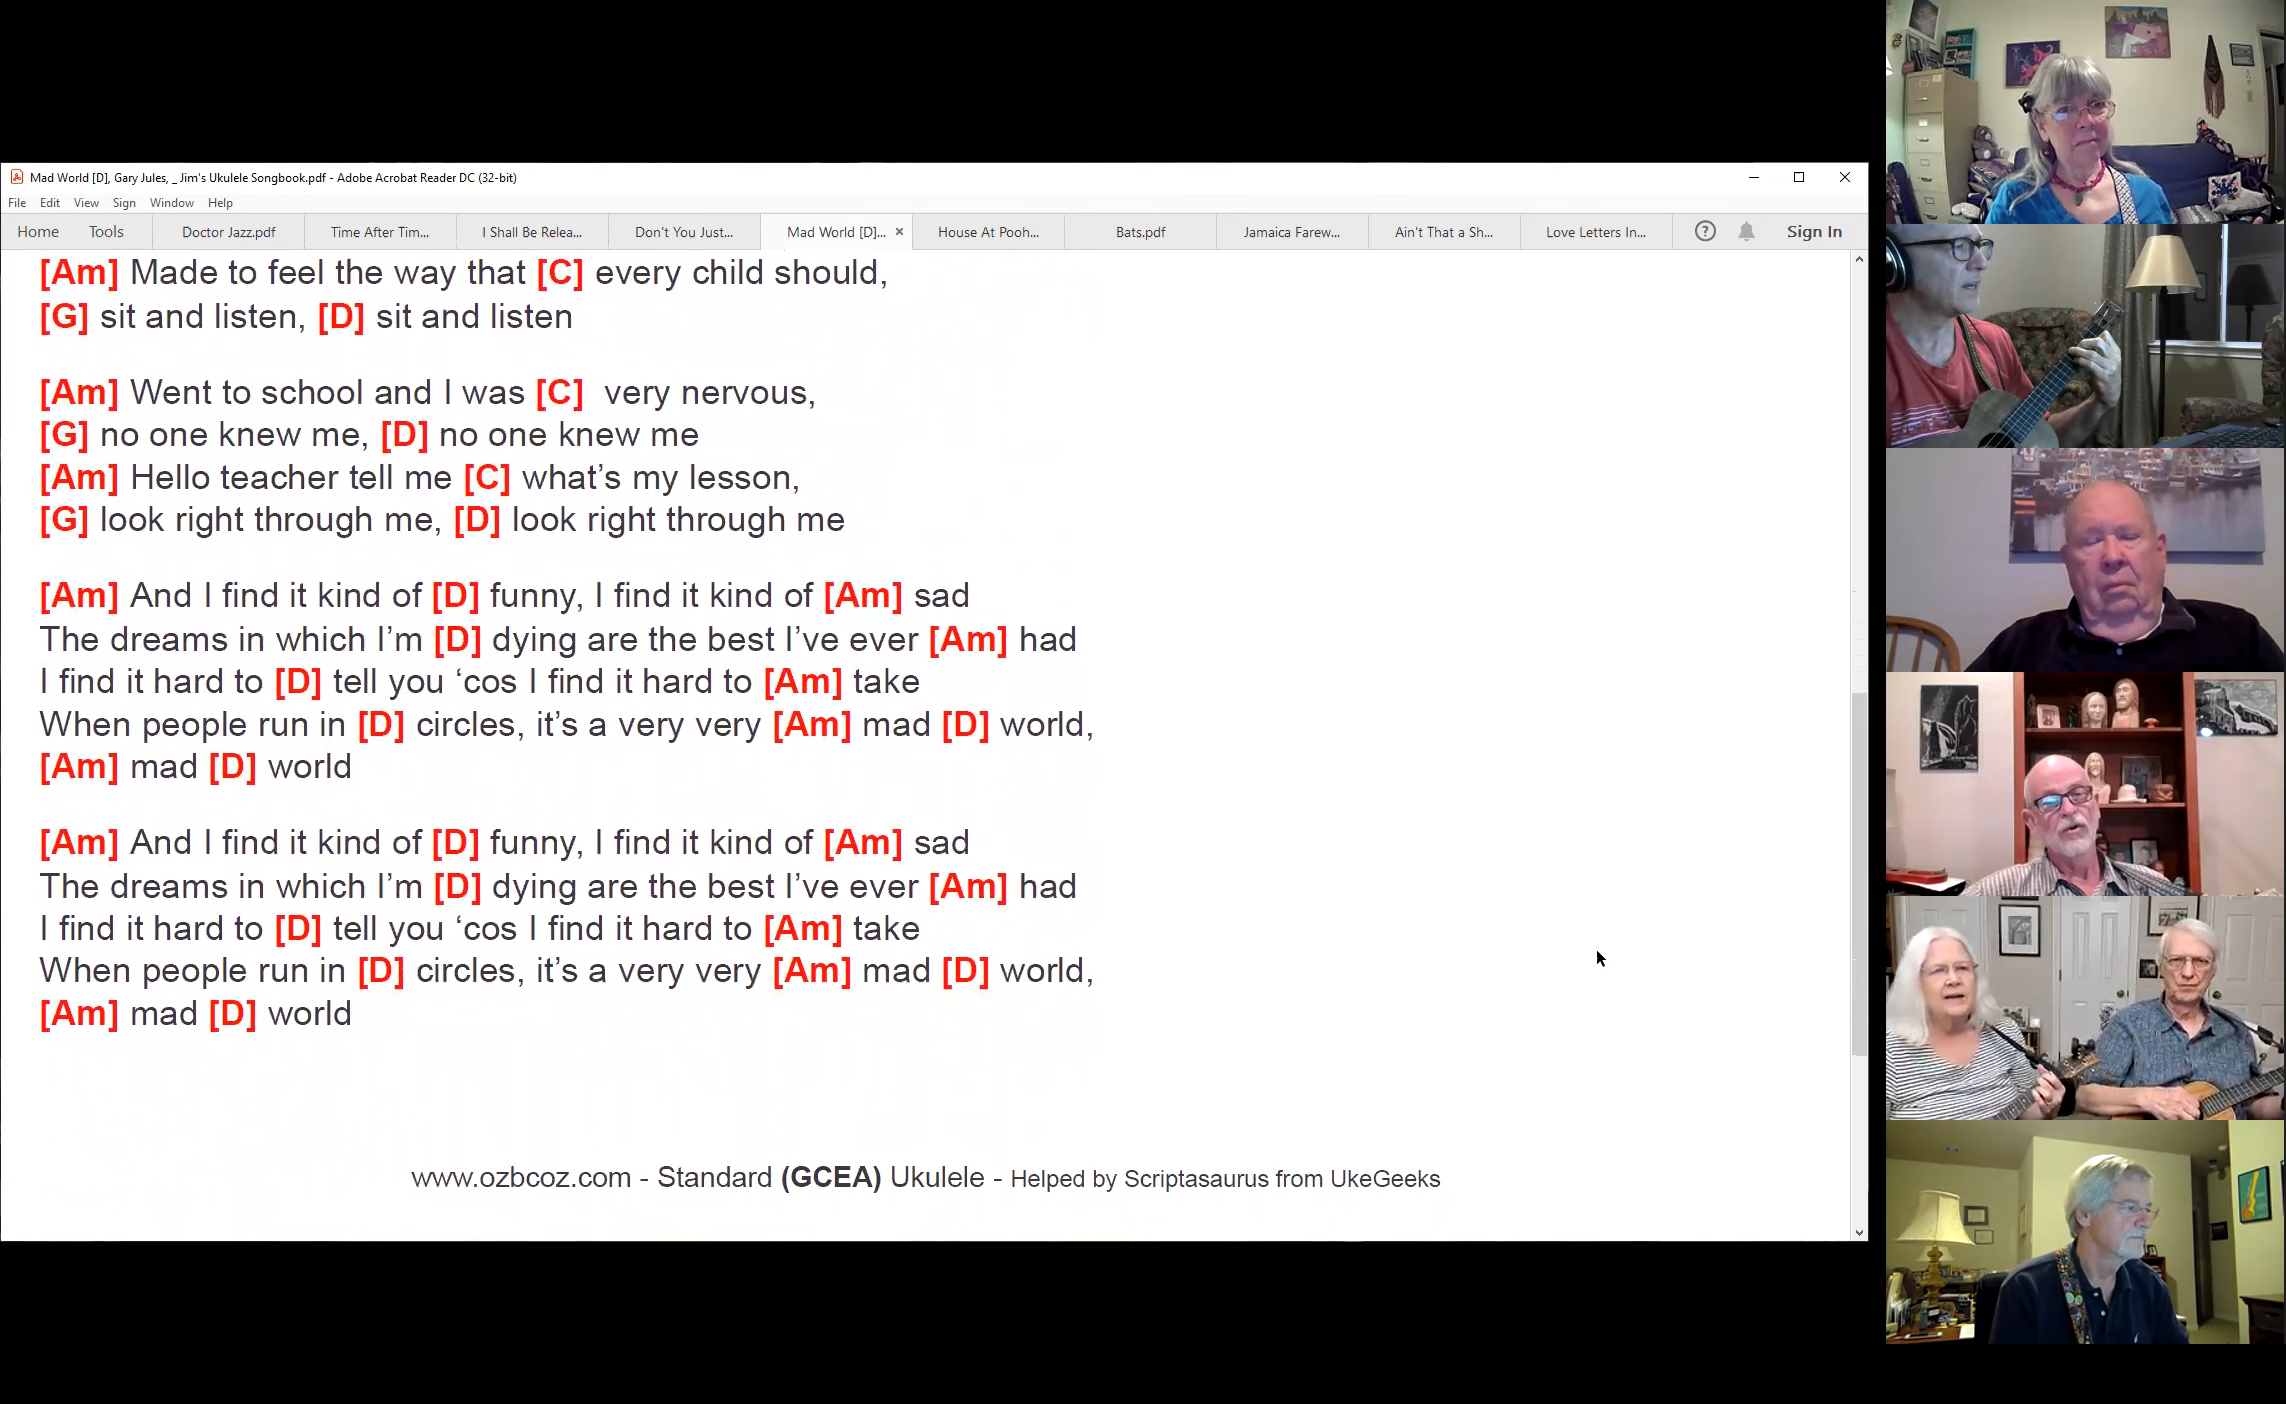 Mad World [D], Gary Jules, _ Jim's Ukulele Songbook.pdf - Adobe Acrobat Reader DC (32-bit)
File Edit View Sign Window Help
Home Tools Doctor Jazz.pdf Time After Tim... I Shall Be Relea... Don't You Just... Mad World [D]... House At Pooh... Bats.pdf Jamaica Farew... Ain't That a Sh... Love Letters In... Sign In
[Am] Made to feel the way that [C] every child should,
[G] sit and listen, [D] sit and listen
[Am] Went to school and I was [C] very nervous,
[G] no one knew me, [D] no one knew me
[Am] Hello teacher tell me [C] what’s my lesson,
[G] look right through me, [D] look right through me
[Am] And I find it kind of [D] funny, I find it kind of [Am] sad
The dreams in which I’m [D] dying are the best I’ve ever [Am] had
I find it hard to [D] tell you ‘cos I find it hard to [Am] take
When people run in [D] circles, it’s a very very [Am] mad [D] world,
[Am] mad [D] world
[Am] And I find it kind of [D] funny, I find it kind of [Am] sad
The dreams in which I’m [D] dying are the best I’ve ever [Am] had
I find it hard to [D] tell you ‘cos I find it hard to [Am] take
When people run in [D] circles, it’s a very very [Am] mad [D] world,
[Am] mad [D] world
www.ozbcoz.com - Standard (GCEA) Ukulele - Helped by Scriptasaurus from UkeGeeks